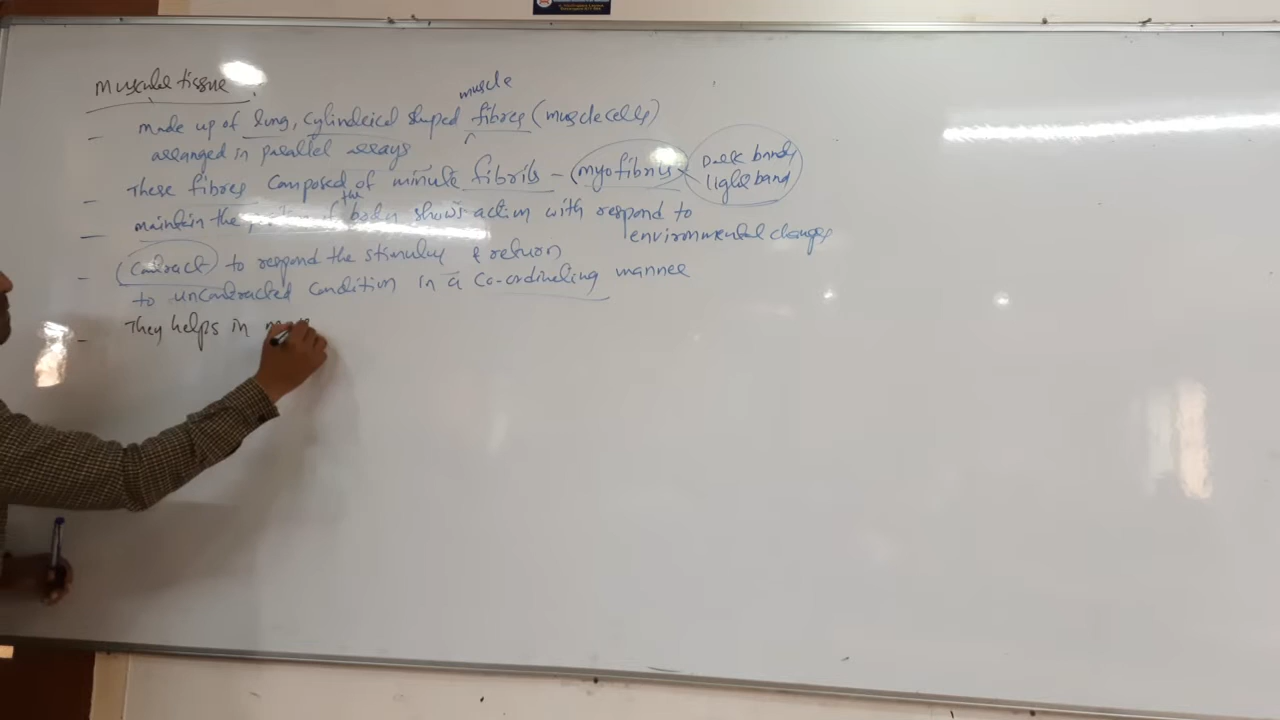 Muscular tissue
muscle
- made up of long, cylindrical shaped fibres (muscle cells)
arranged in parallel arrays
- These fibres composed of minute fibrils - (myofibrils
Dark band
light band
- maintain the of the body shows action with respond to
environmental changes
- (Contract) to respond the stimulus & return
to uncontracted condition in a co-ordinating manner
- They helps in